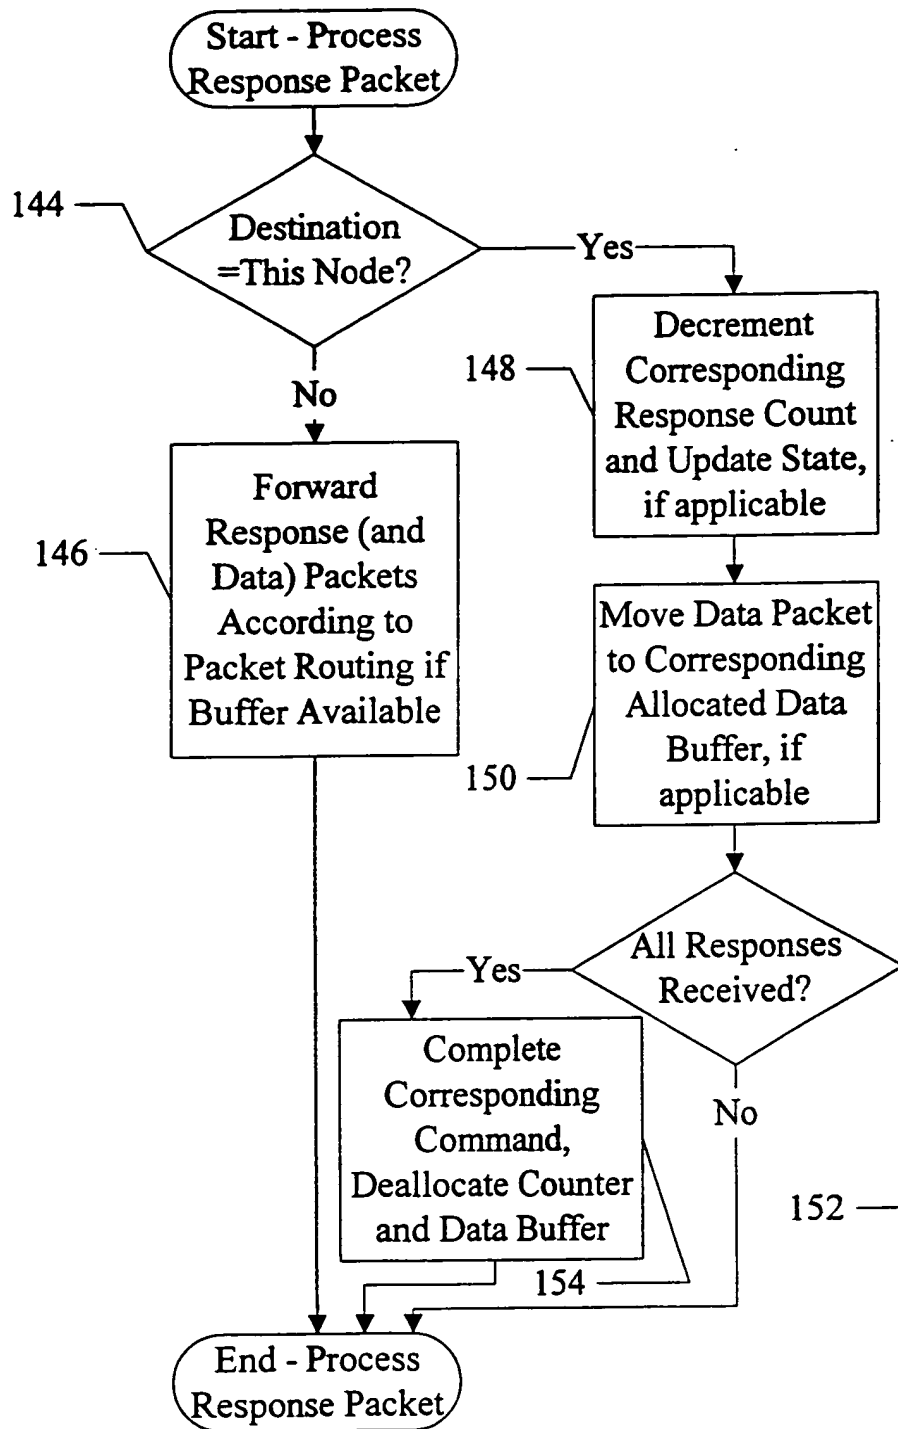 Start - Process
Response Packet
144
Destination
=This Node?
Yes
No
Decrement
Corresponding
Response Count
and Update State,
if applicable
148
Forward
Response (and
Data) Packets
According to
Packet Routing if
Buffer Available
146
Move Data Packet
to Corresponding
Allocated Data
Buffer, if
applicable
150
All Responses
Received?
Yes
No
Complete
Corresponding
Command,
Deallocate Counter
and Data Buffer
152
154
End - Process
Response Packet